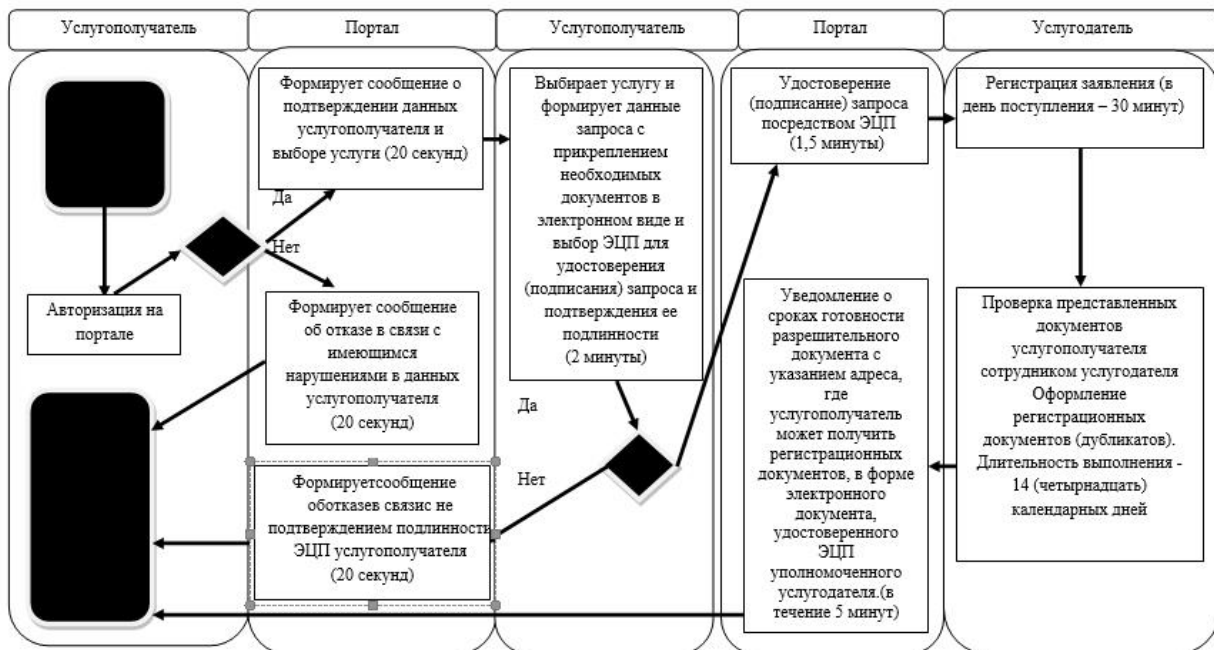 Услугополучатель
Портал
Услугополучатель
Портал
Услугодатель
Авторизация на
портале
Формирует сообщение о
подтверждении данных
услугополучателя и
выборе услуги (20 секунд)
Да
Нет
Формирует сообщение
об отказе в связи с
имеющимся
нарушениями в данных
услугополучателя
(20 секунд)
Формируетсообщение
оботказев связис не
подтверждением подлинности
ЭЦП услугополучателя
(20 секунд)
Выбирает услугу и
формирует данные
запроса с
прикреплением
необходимых
документов в
электронном виде и
выбор ЭЦП для
удостоверения
(подписания) запроса и
подтверждения ее
подлинности
(2 минуты)
Да
Нет
Удостоверение
(подписание) запроса
посредством ЭЦП
(1,5 минуты)
Уведомление о
сроках готовности
разрешительного
документа с
указанием адреса,
где
услугополучатель
может получить
регистрационных
документов, в форме
электронного
документа,
удостоверенного
ЭЦП
уполномоченного
услугодателя.(в
течение 5 минут)
Регистрация заявления (в
день поступления – 30 минут)
Проверка представленных
документов
услугополучателя
сотрудником услугодателя
Оформление
регистрационных
документов (дубликатов).
Длительность выполнения -
14 (четырнадцать)
календарных дней